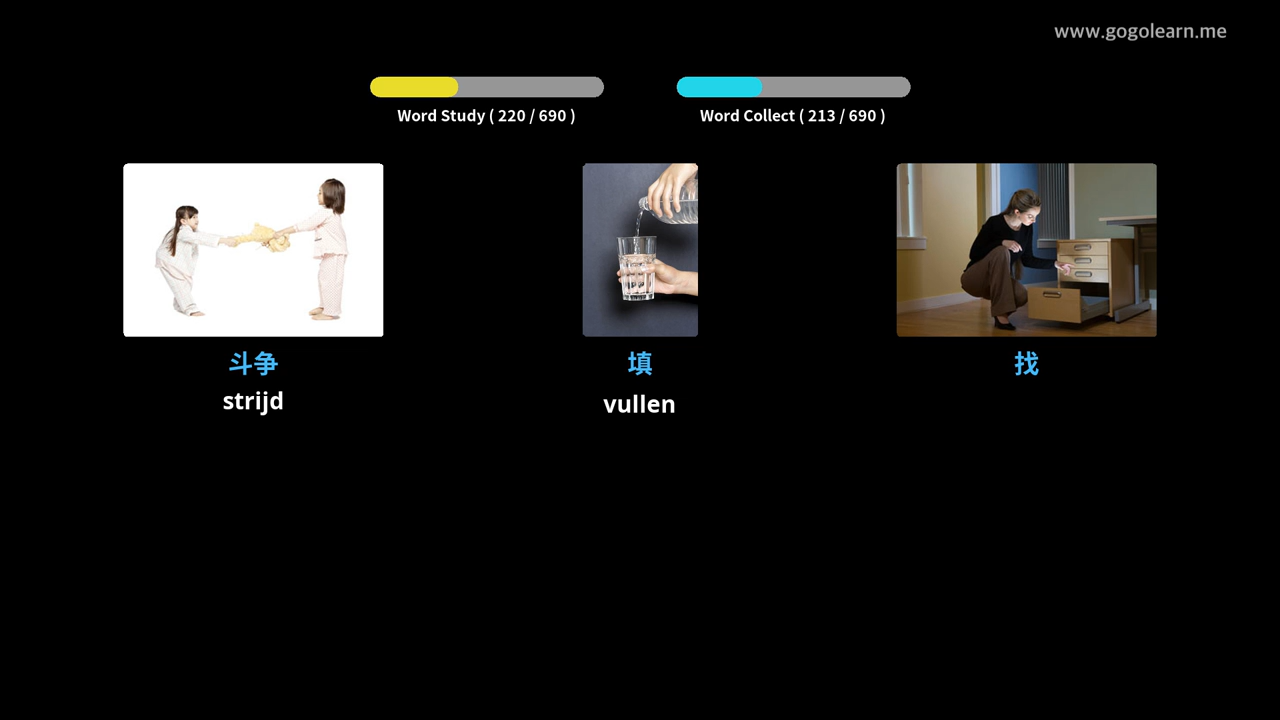 www.gogolearn.me
Word Study ( 220 / 690 )
Word Collect ( 213 / 690 )
斗争
填
找
strijd
vullen